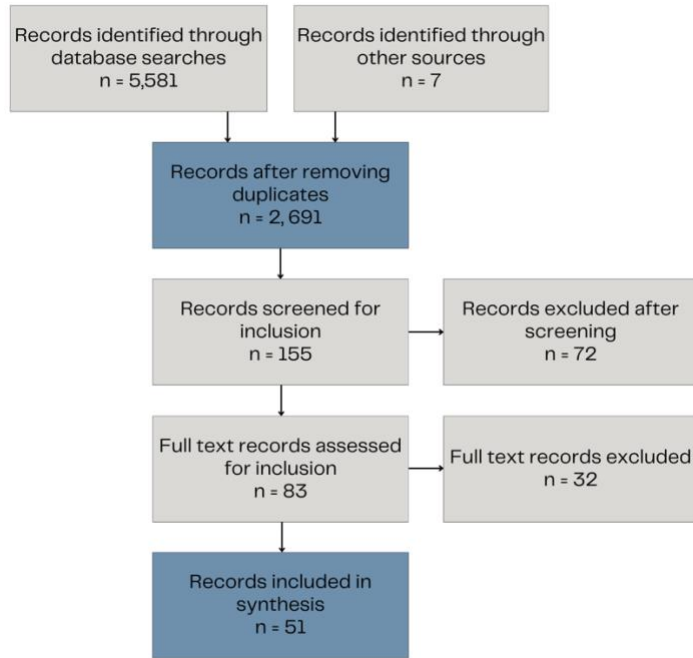 Records identified through
database searches
n = 5,581
Records identified through
other sources
n = 7
Records after removing
duplicates
n = 2, 691
Records screened for
inclusion
n = 155
Records excluded after
screening
n = 72
Full text records assessed
for inclusion
n = 83
Full text records excluded
n = 32
Records included in
synthesis
n = 51